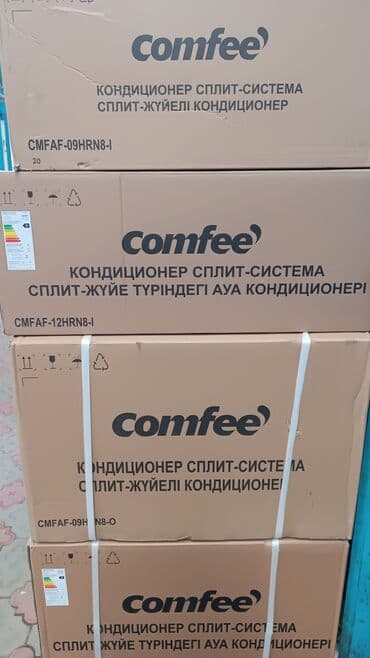 comfee
КОНДИЦИОНЕР СПЛИТ-СИСТЕМА
СПЛИТ-ЖҮЙЕЛІ КОНДИЦИОНЕР
CMFAF-09HRN8-I
20
comfee
КОНДИЦИОНЕР СПЛИТ-СИСТЕМА
СПЛИТ-ЖҮЙЕ ТҮРІНДЕГІ АУА КОНДИЦИОНЕРІ
CMFAF-12HRN8-I
comfee
КОНДИЦИОНЕР СПЛИТ-СИСТЕМА
СПЛИТ-ЖҮЙЕЛІ КОНДИЦИОНЕР
CMFAF-09HRN8-O
comfee
КОНДИЦИОНЕР СПЛИТ-СИСТЕМА
СПЛИТ-ЖҮЙЕ ТҮРІНДЕГІ АУА КОНДИЦИОНЕРІ